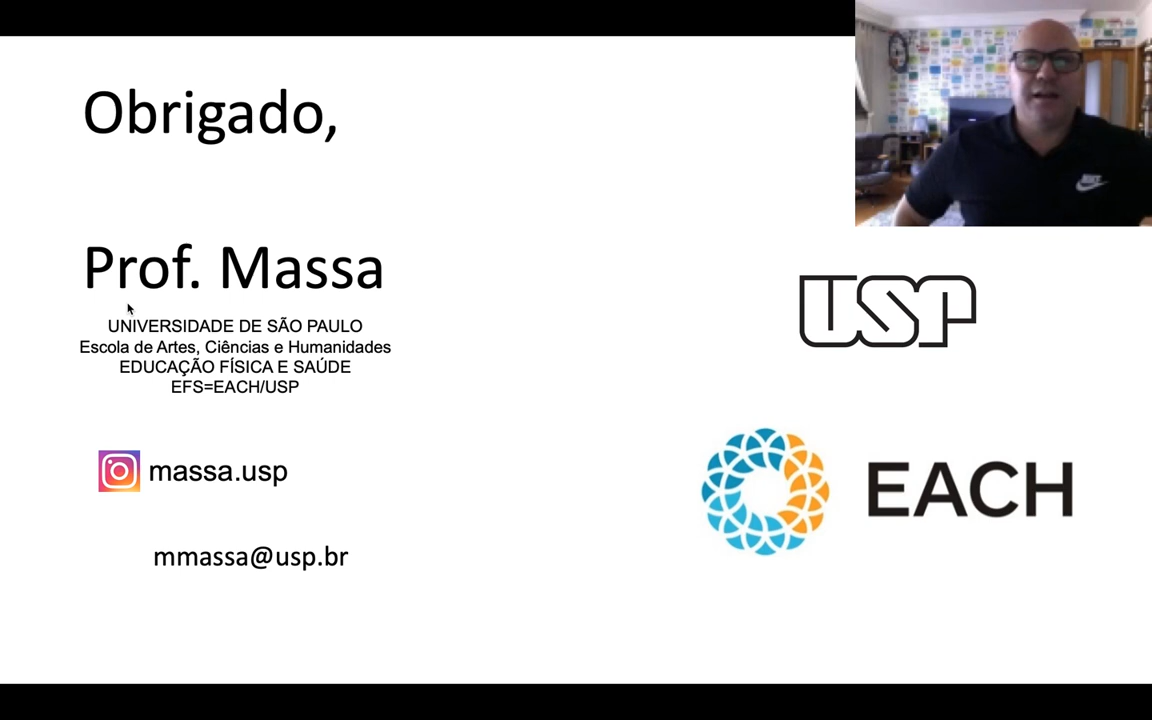 Obrigado,
Prof. Massa
UNIVERSIDADE DE SÃO PAULO
Escola de Artes, Ciências e Humanidades
EDUCAÇÃO FÍSICA E SAÚDE
EFS=EACH/USP
massa.usp
mmassa@usp.br
USP
EACH